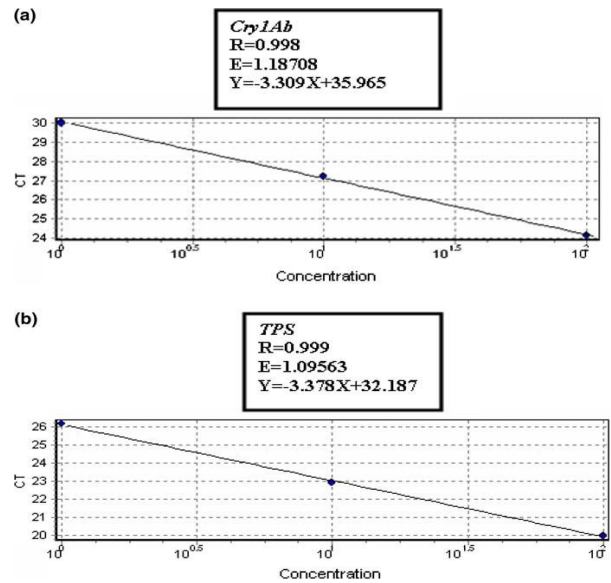 (a)
Cry1Ab
R=0.998
E=1.18708
Y=-3.309X+35.965
CT
30
29
28
27
26
25
24
10^0
10^0.5
10^1
10^1.5
10^2
Concentration
(b)
TPS
R=0.999
E=1.09563
Y=-3.378X+32.187
CT
26
25
24
23
22
21
20
10^0
10^0.5
10^1
10^1.5
10^2
Concentration